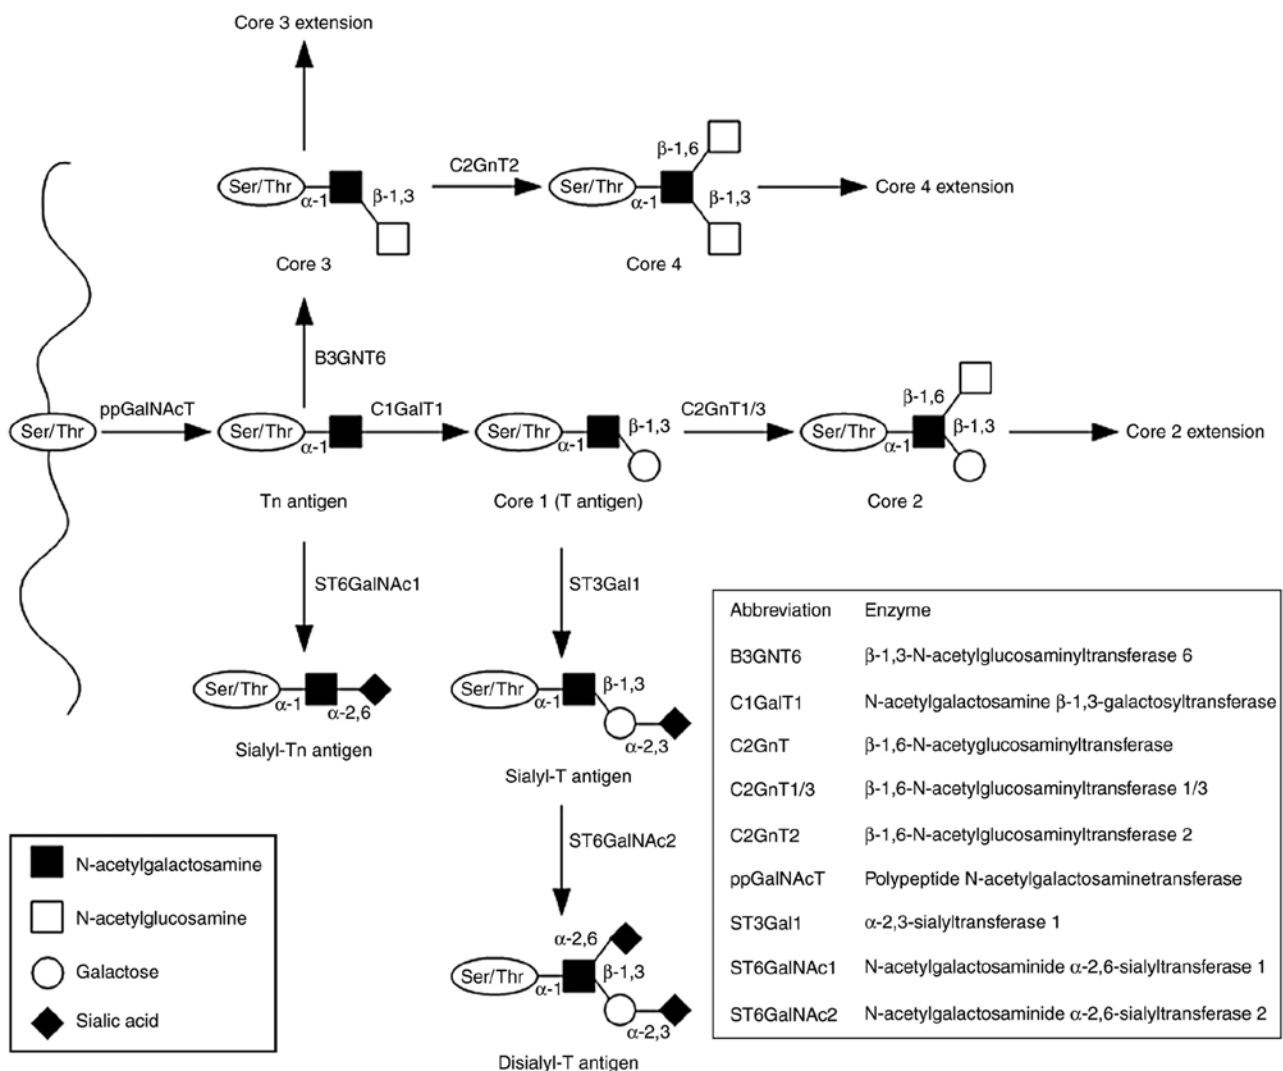 Core 3 extension
C2GnT2
β-1,6
Ser/Thr
α-1
β-1,3
Core 3
Ser/Thr
α-1
β-1,3
Core 4
Core 4 extension
B3GNT6
Ser/Thr
ppGalNAcT
Ser/Thr
α-1
Tn antigen
C1GalT1
Ser/Thr
α-1
β-1,3
Core 1 (T antigen)
C2GnT1/3
Ser/Thr
α-1
β-1,6
β-1,3
Core 2
Core 2 extension
ST6GalNAc1
ST3Gal1
Ser/Thr
α-1
α-2,6
Sialyl-Tn antigen
Ser/Thr
α-1
β-1,3
α-2,3
Sialyl-T antigen
ST6GalNAc2
Ser/Thr
α-1
α-2,6
β-1,3
α-2,3
Disialyl-T antigen
N-acetylgalactosamine
N-acetylglucosamine
Galactose
Sialic acid
Abbreviation Enzyme
B3GNT6 β-1,3-N-acetylglucosaminyltransferase 6
C1GalT1 N-acetylgalactosamine β-1,3-galactosyltransferase
C2GnT β-1,6-N-acetyglucosaminyltransferase
C2GnT1/3 β-1,6-N-acetylglucosaminyltransferase 1/3
C2GnT2 β-1,6-N-acetylglucosaminyltransferase 2
ppGalNAcT Polypeptide N-acetylgalactosaminetransferase
ST3Gal1 α-2,3-sialyltransferase 1
ST6GalNAc1 N-acetylgalactosaminide α-2,6-sialyltransferase 1
ST6GalNAc2 N-acetylgalactosaminide α-2,6-sialyltransferase 2